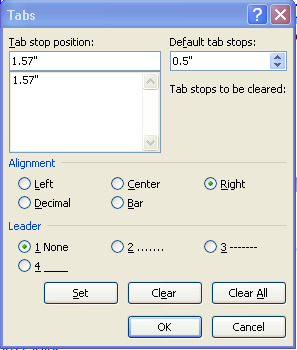 Tabs
Tab stop position: Default tab stops:
1.57" 0.5"
1.57" Tab stops to be cleared:
Alignment
Left Center Right
Decimal Bar
Leader
1 None 2 ....... 3 -------
4 ____
Set Clear Clear All
OK Cancel